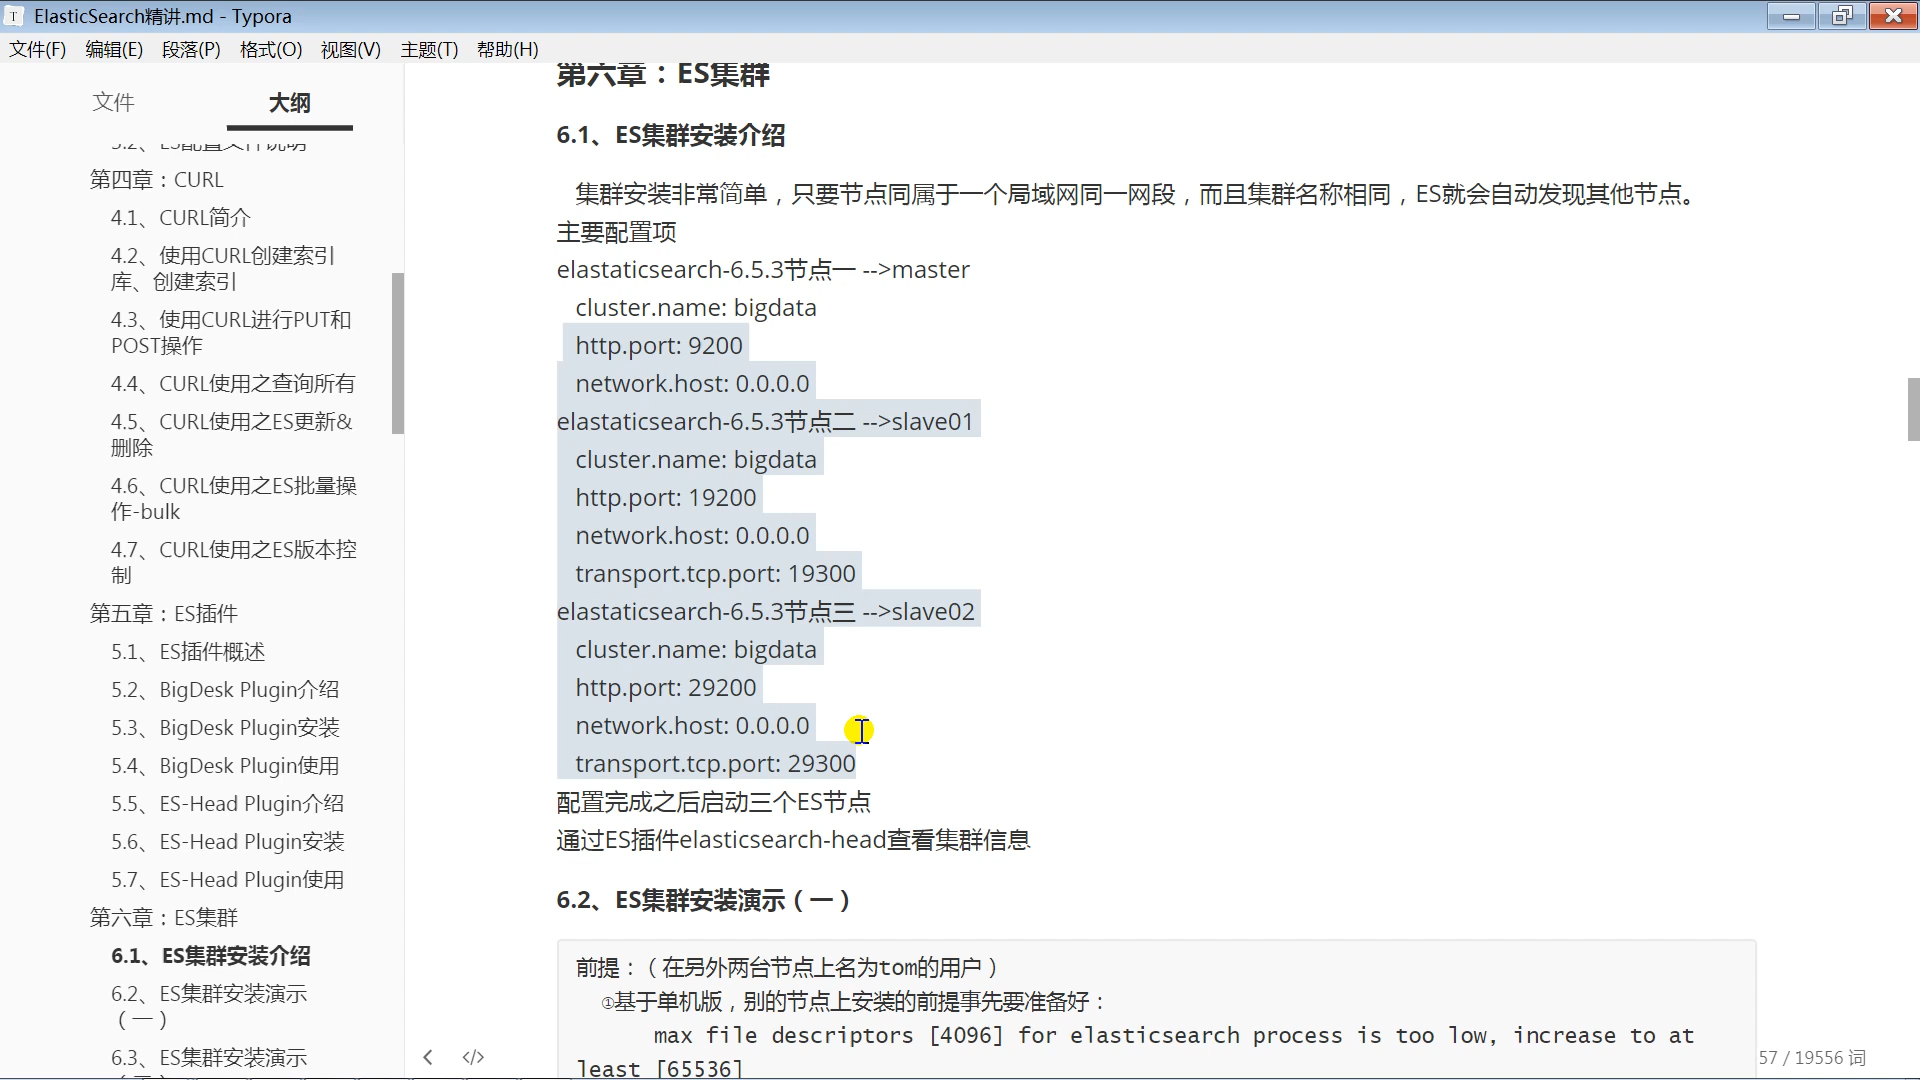 ElasticSearch精讲.md - Typora
文件(F) 编辑(E) 段落(P) 格式(O) 视图(V) 主题(T) 帮助(H)
文件 大纲
3.2、ES配置文件说明
第四章：CURL
4.1、CURL简介
4.2、使用CURL创建索引
库、创建索引
4.3、使用CURL进行PUT和
POST操作
4.4、CURL使用之查询所有
4.5、CURL使用之ES更新&
删除
4.6、CURL使用之ES批量操
作-bulk
4.7、CURL使用之ES版本控
制
第五章：ES插件
5.1、ES插件概述
5.2、BigDesk Plugin介绍
5.3、BigDesk Plugin安装
5.4、BigDesk Plugin使用
5.5、ES-Head Plugin介绍
5.6、ES-Head Plugin安装
5.7、ES-Head Plugin使用
第六章：ES集群
6.1、ES集群安装介绍
6.2、ES集群安装演示
（一）
6.3、ES集群安装演示
第六章：ES集群
6.1、ES集群安装介绍
集群安装非常简单，只要节点同属于一个局域网同一网段，而且集群名称相同，ES就会自动发现其他节点。
主要配置项
elastaticsearch-6.5.3节点一 -->master
cluster.name: bigdata
http.port: 9200
network.host: 0.0.0.0
elastaticsearch-6.5.3节点二 -->slave01
cluster.name: bigdata
http.port: 19200
network.host: 0.0.0.0
transport.tcp.port: 19300
elastaticsearch-6.5.3节点三 -->slave02
cluster.name: bigdata
http.port: 29200
network.host: 0.0.0.0
transport.tcp.port: 29300
配置完成之后启动三个ES节点
通过ES插件elasticsearch-head查看集群信息
6.2、ES集群安装演示（一）
前提：（在另外两台节点上名为tom的用户）
①基于单机版，别的节点上安装的前提事先要准备好：
max file descriptors [4096] for elasticsearch process is too low, increase to at
least [65536]
57 / 19556 词